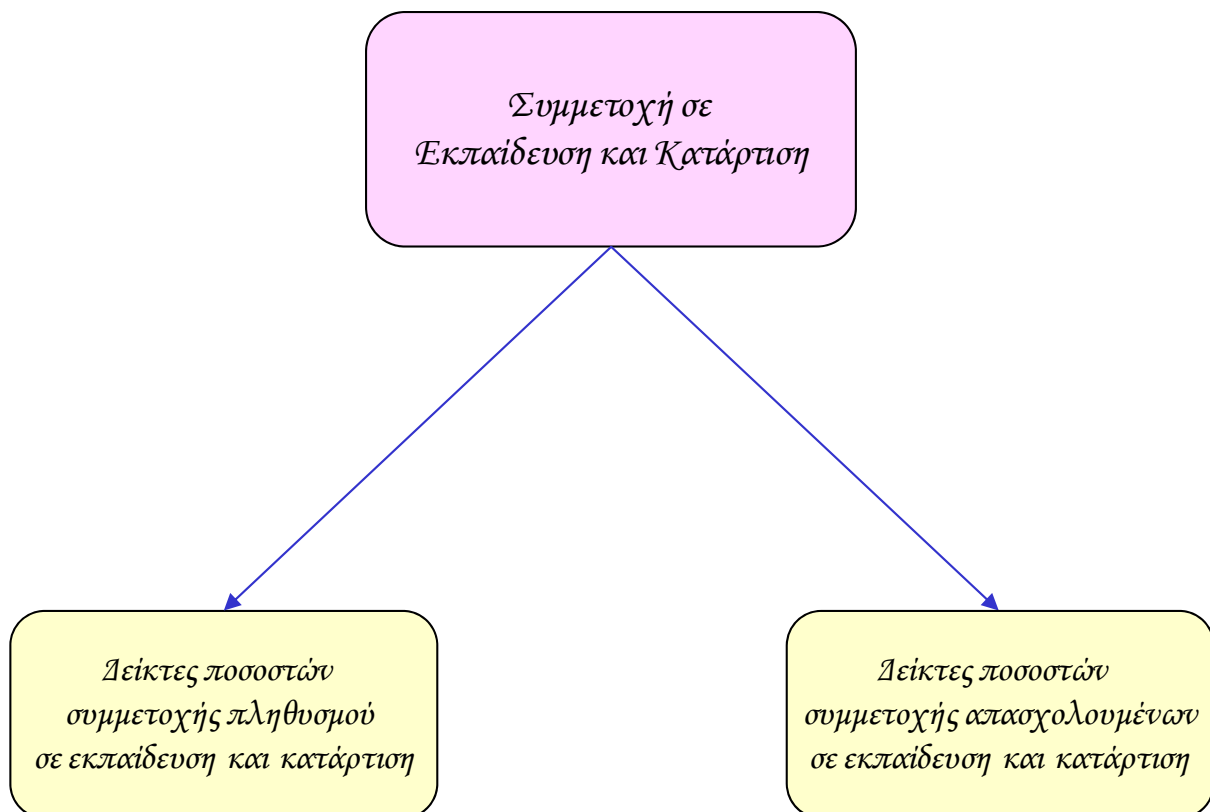 Συμμετοχή σε
Εκπαίδευση και Κατάρτιση
Δείκτες ποσοστών
συμμετοχής πληθυσμού
σε εκπαίδευση και κατάρτιση
Δείκτες ποσοστών
συμμετοχής απασχολουμένων
σε εκπαίδευση και κατάρτιση